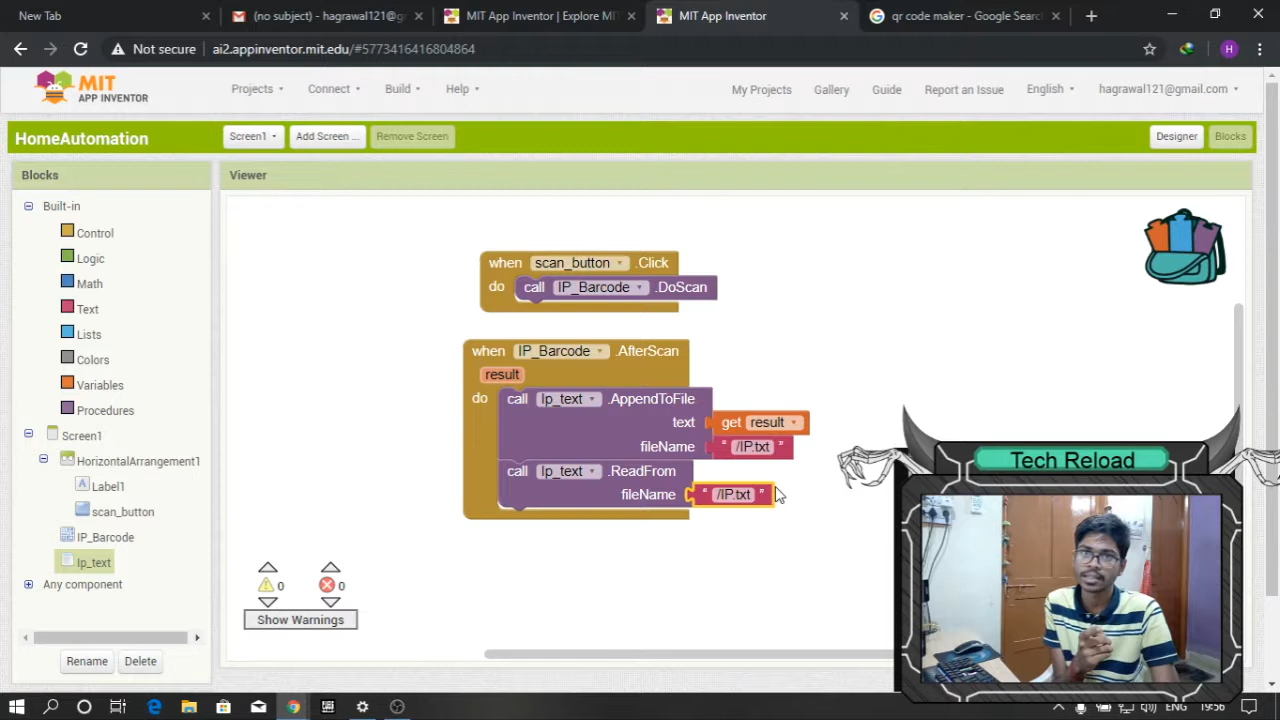 New Tab
(no subject) - hagrawal121@g
MIT App Inventor | Explore MI
MIT App Inventor
qr code maker - Google Searc
Not secure
ai2.appinventor.mit.edu/#5773416416804864
H
MIT
APP INVENTOR
Projects
Connect
Build
Help
My Projects
Gallery
Guide
Report an Issue
English
hagrawal121@gmail.com
HomeAutomation
Screen1
Add Screen ...
Remove Screen
Designer
Blocks
Blocks
Viewer
Built-in
Control
Logic
Math
Text
Lists
Colors
Variables
Procedures
Screen1
HorizontalArrangement1
Label1
scan_button
IP_Barcode
Ip_text
Any component
Rename
Delete
when scan_button .Click
do call IP_Barcode .DoScan
when IP_Barcode .AfterScan
result
do call Ip_text .AppendToFile
text get result
fileName " /IP.txt "
call Ip_text .ReadFrom
fileName " /IP.txt "
0 0
Show Warnings
Tech Reload
ENG 19:56